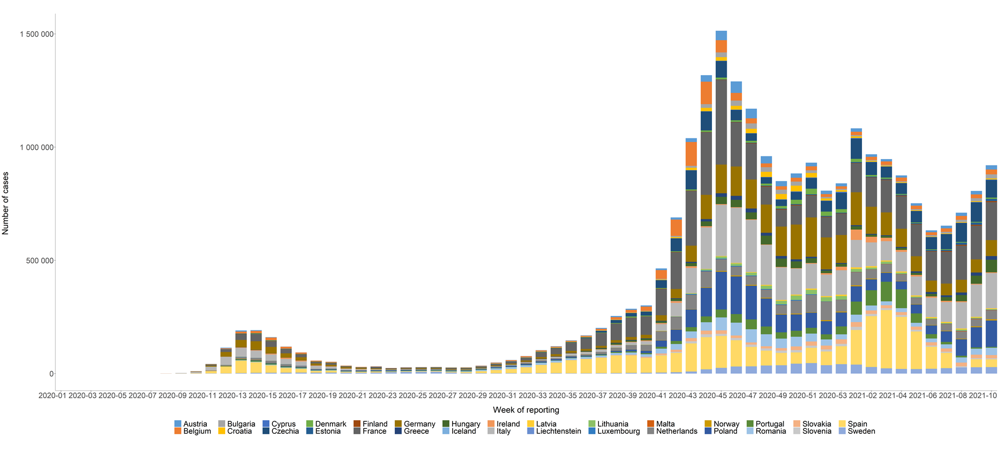 Number of cases
1 500 000
1 000 000
500 000
0
2020-01 2020-03 2020-05 2020-07 2020-09 2020-11 2020-13 2020-15 2020-17 2020-19 2020-21 2020-23 2020-25 2020-27 2020-29 2020-31 2020-33 2020-35 2020-37 2020-39 2020-41 2020-43 2020-45 2020-47 2020-49 2020-51 2020-53 2021-02 2021-04 2021-06 2021-08 2021-10
Week of reporting
Austria Bulgaria Cyprus Denmark Finland Germany Hungary Ireland Latvia Lithuania Malta Norway Portugal Slovakia Spain
Belgium Croatia Czechia Estonia France Greece Iceland Italy Liechtenstein Luxembourg Netherlands Poland Romania Slovenia Sweden